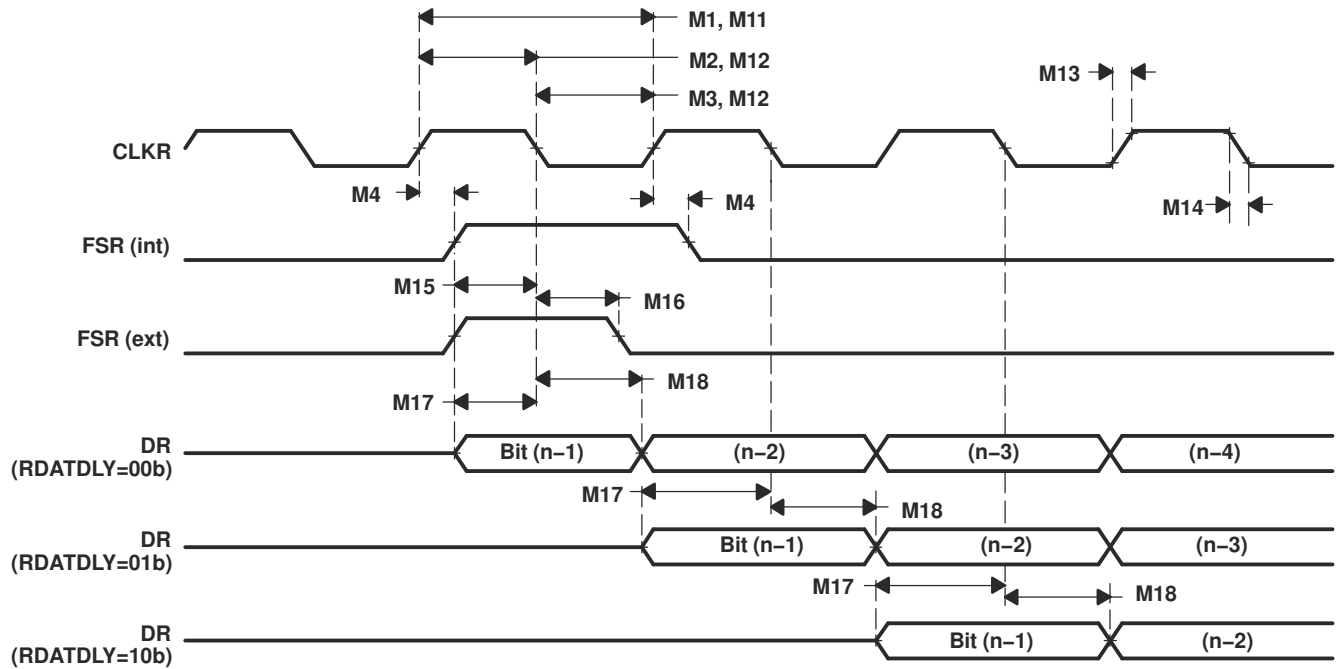 M1, M11
M2, M12
M13
M3, M12
CLKR
M4
M4
M14
FSR (int)
M15
M16
FSR (ext)
M18
M17
DR
(RDATDLY=00b)
Bit (n−1)
(n−2)
(n−3)
(n−4)
M17
M18
DR
(RDATDLY=01b)
Bit (n−1)
(n−2)
(n−3)
M17
M18
DR
(RDATDLY=10b)
Bit (n−1)
(n−2)